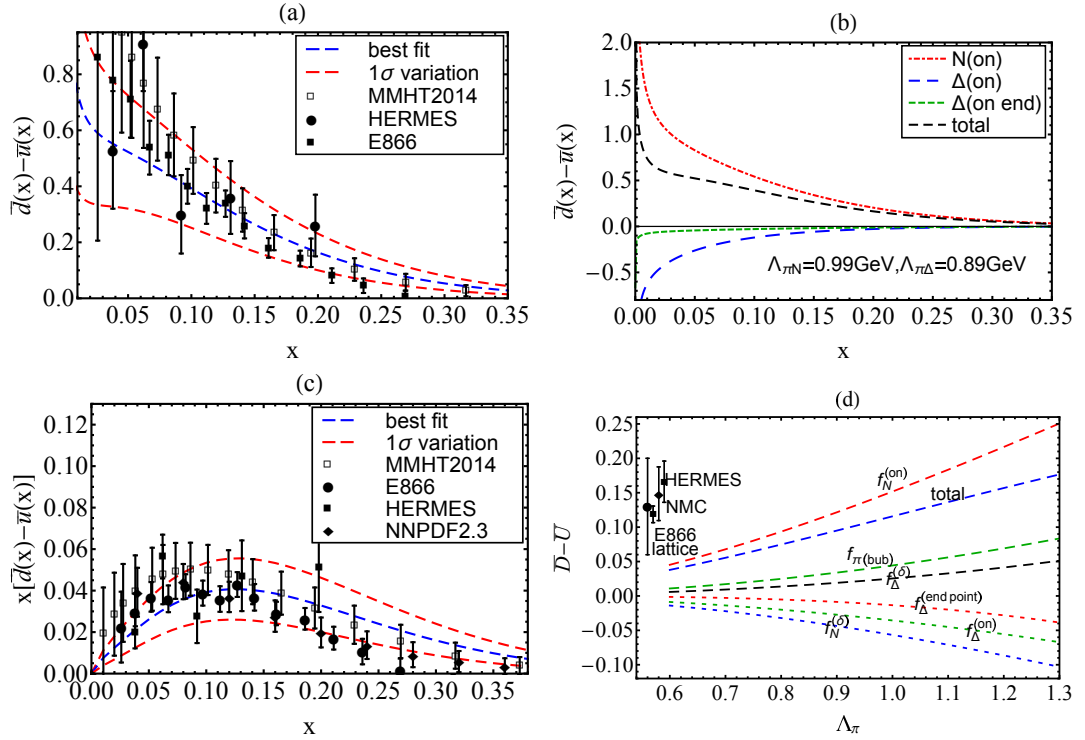 (a)
best fit
1σ variation
MMHT2014
HERMES
E866
d̅(x)−u̅(x)
0.8
0.6
0.4
0.2
0.0
0.05 0.10 0.15 0.20 0.25 0.30 0.35
x
(b)
N(on)
Δ(on)
Δ(on end)
total
d̅(x)−u̅(x)
2.0
1.5
1.0
0.5
0.0
−0.5
Λ_πN=0.99GeV,Λ_πΔ=0.89GeV
0.00 0.05 0.10 0.15 0.20 0.25 0.30 0.35
x
(c)
best fit
1σ variation
MMHT2014
E866
HERMES
NNPDF2.3
x[d̅(x)−u̅(x)]
0.12
0.10
0.08
0.06
0.04
0.02
0.00
0.00 0.05 0.10 0.15 0.20 0.25 0.30 0.35
x
(d)
D̅−U̅
0.25
0.20
0.15
0.10
0.05
0.00
−0.05
−0.10
HERMES
NMC
E866
lattice
f_N^(on)
total
f_π(bub)
f_Δ^(δ)
f_Δ^(end point)
f_N^(δ)
f_Δ^(on)
0.6 0.7 0.8 0.9 1.0 1.1 1.2 1.3
Λ_π